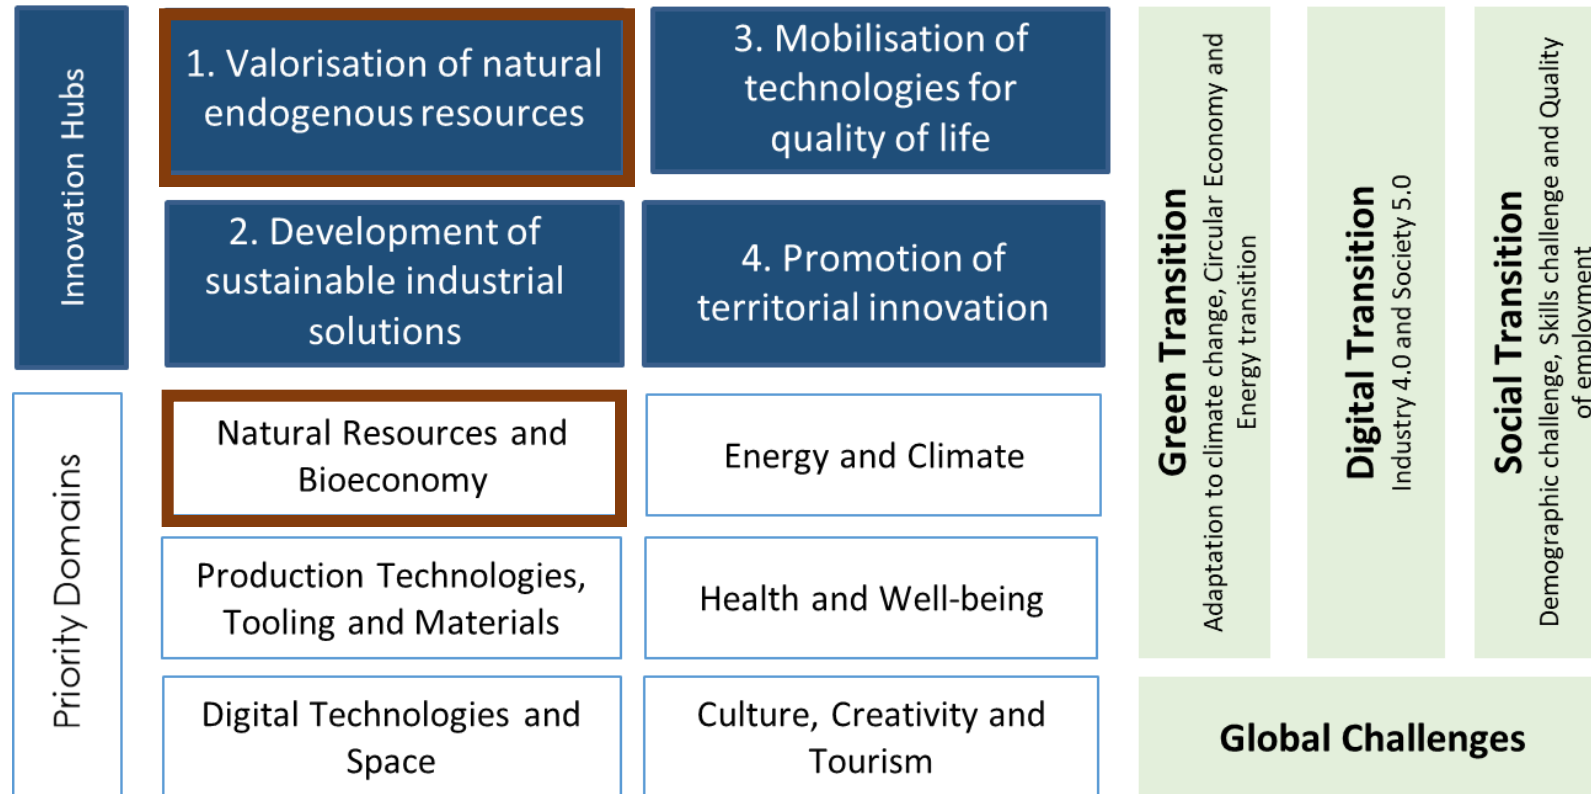 Innovation Hubs
1. Valorisation of natural
endogenous resources
3. Mobilisation of
technologies for
quality of life
2. Development of
sustainable industrial
solutions
4. Promotion of
territorial innovation
Priority Domains
Natural Resources and
Bioeconomy
Energy and Climate
Production Technologies,
Tooling and Materials
Health and Well-being
Digital Technologies and
Space
Culture, Creativity and
Tourism
Green Transition
Adaptation to climate change, Circular Economy and
Energy transition
Digital Transition
Industry 4.0 and Society 5.0
Social Transition
Demographic challenge, Skills challenge and Quality
of employment
Global Challenges